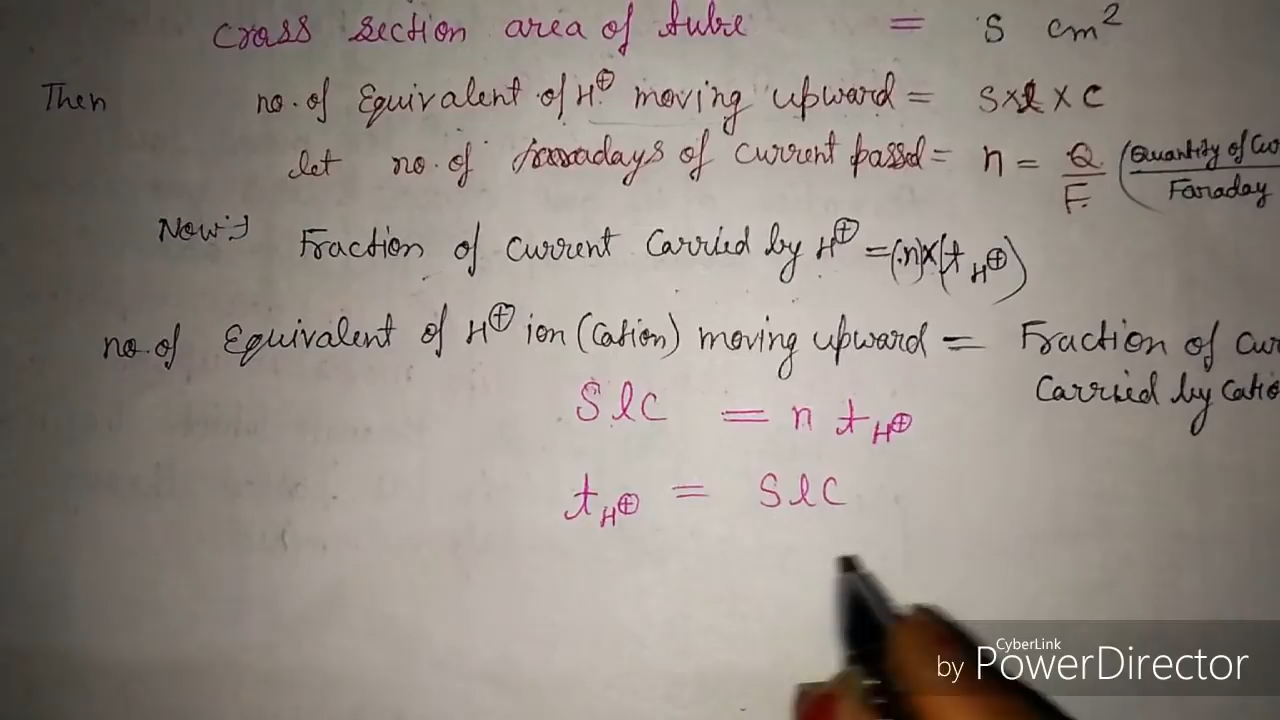 Cross section area of tube = S cm²
Then no. of Equivalent of H⊕ moving upward = S×l×C
let no. of faradays of current passed = n = Q/F (Quantity of Cu/Faraday
Now:⇒ Fraction of current Carried by H⊕ = (n)×(t H⊕)
no. of Equivalent of H⊕ ion (Cation) moving upward = Fraction of Cur
Carried by Catio
SlC = n t H⊕
t H⊕ = SlC
CyberLink
by PowerDirector